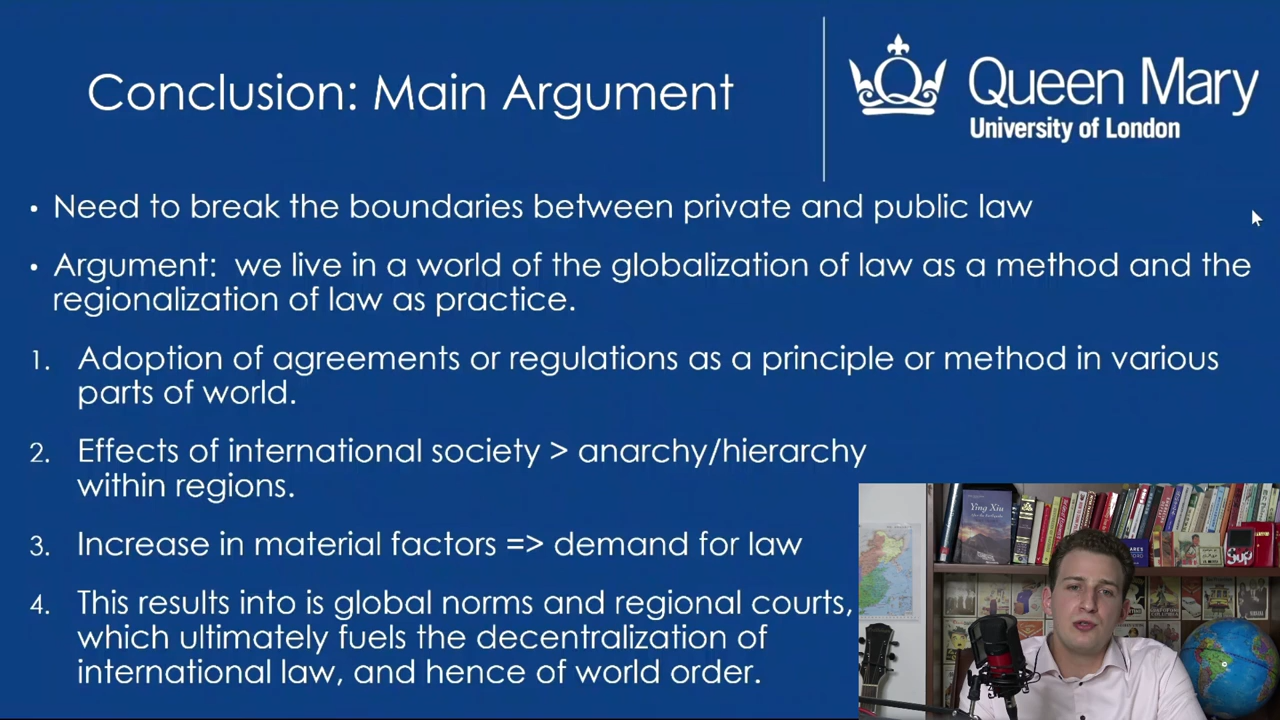 Conclusion: Main Argument
Queen Mary
University of London
• Need to break the boundaries between private and public law
• Argument:  we live in a world of the globalization of law as a method and the
regionalization of law as practice.
1. Adoption of agreements or regulations as a principle or method in various
parts of world.
2. Effects of international society > anarchy/hierarchy
within regions.
3. Increase in material factors => demand for law
4. This results into is global norms and regional courts,
which ultimately fuels the decentralization of
international law, and hence of world order.
Ying Xiu